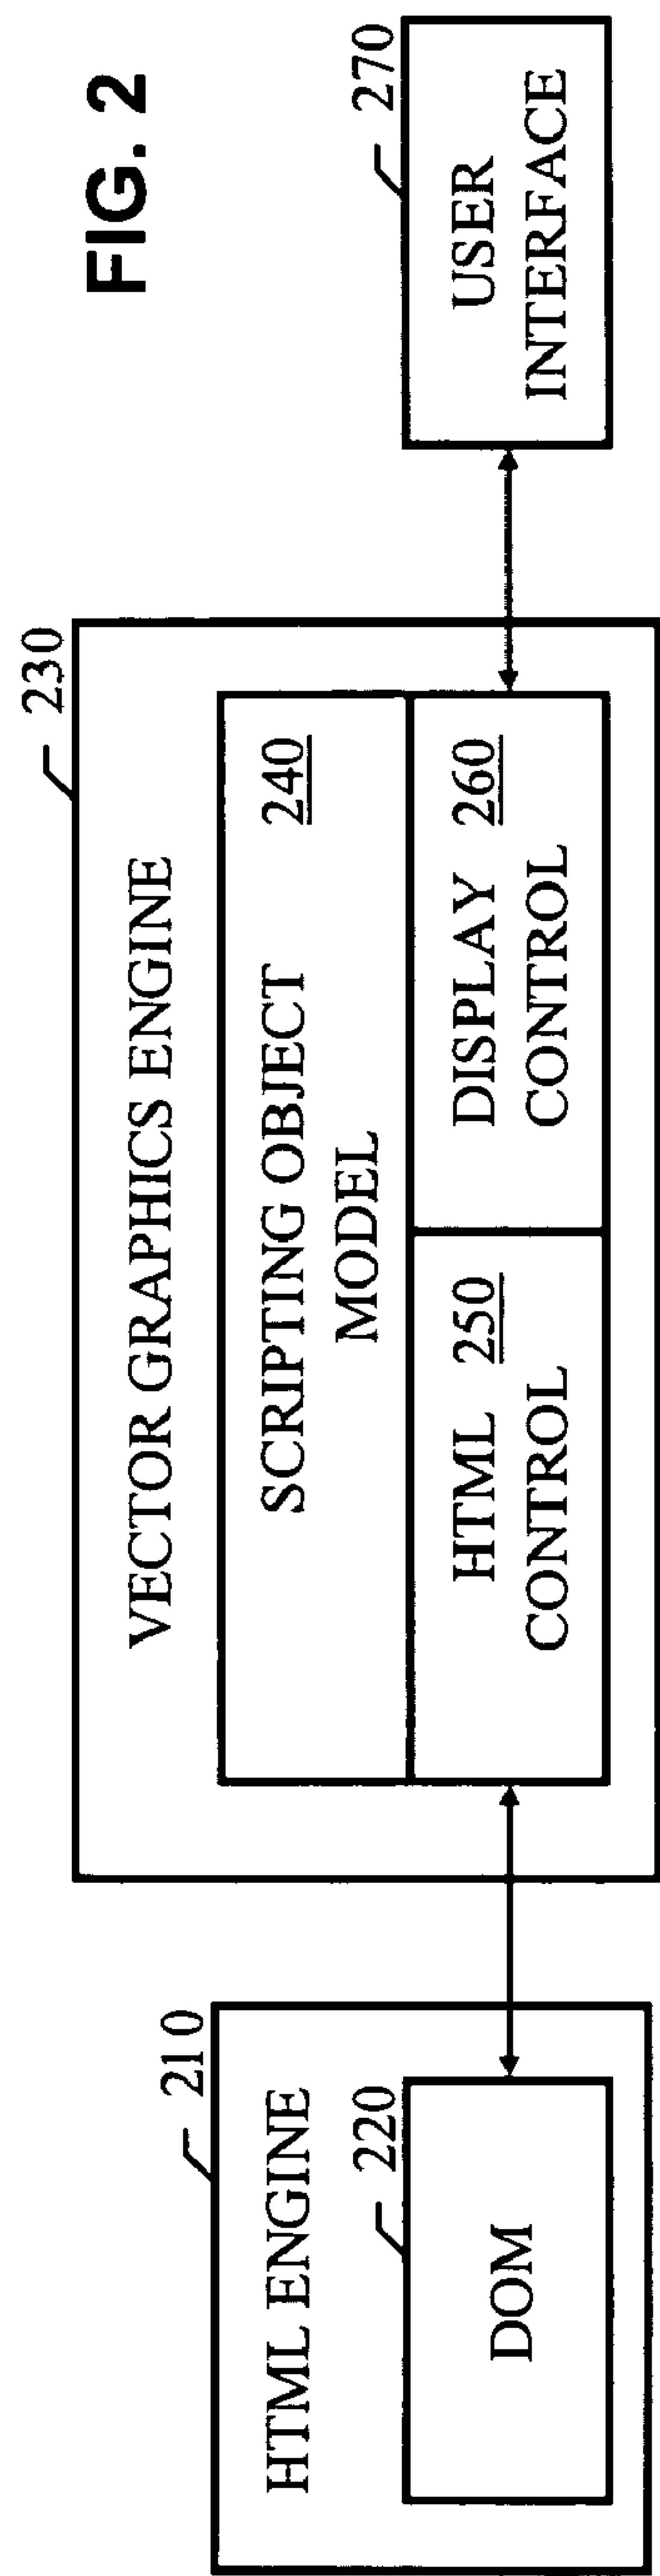 FIG. 2
HTML ENGINE
210
220
DOM
230
VECTOR GRAPHICS ENGINE
SCRIPTING OBJECT
MODEL
240
HTML 250
CONTROL
DISPLAY 260
CONTROL
270
USER
INTERFACE